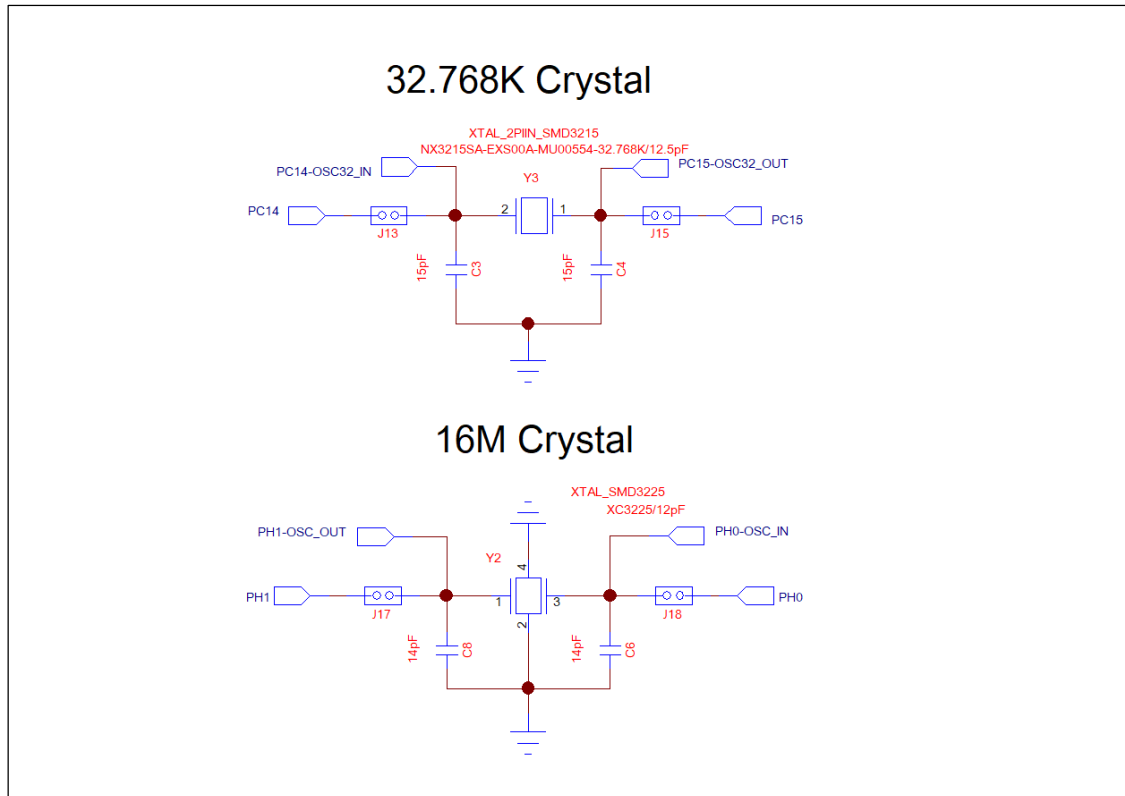 32.768K Crystal
XTAL_2PIIN_SMD3215
NX3215SA-EXS00A-MU00554-32.768K/12.5pF
PC14-OSC32_IN
PC15-OSC32_OUT
Y3
PC14
2
1
PC15
J13
J15
15pF
C3
15pF
C4
16M Crystal
XTAL_SMD3225
XC3225/12pF
PH1-OSC_OUT
PH0-OSC_IN
Y2
4
PH1
1
3
PH0
J17
2
J18
14pF
C8
14pF
C6